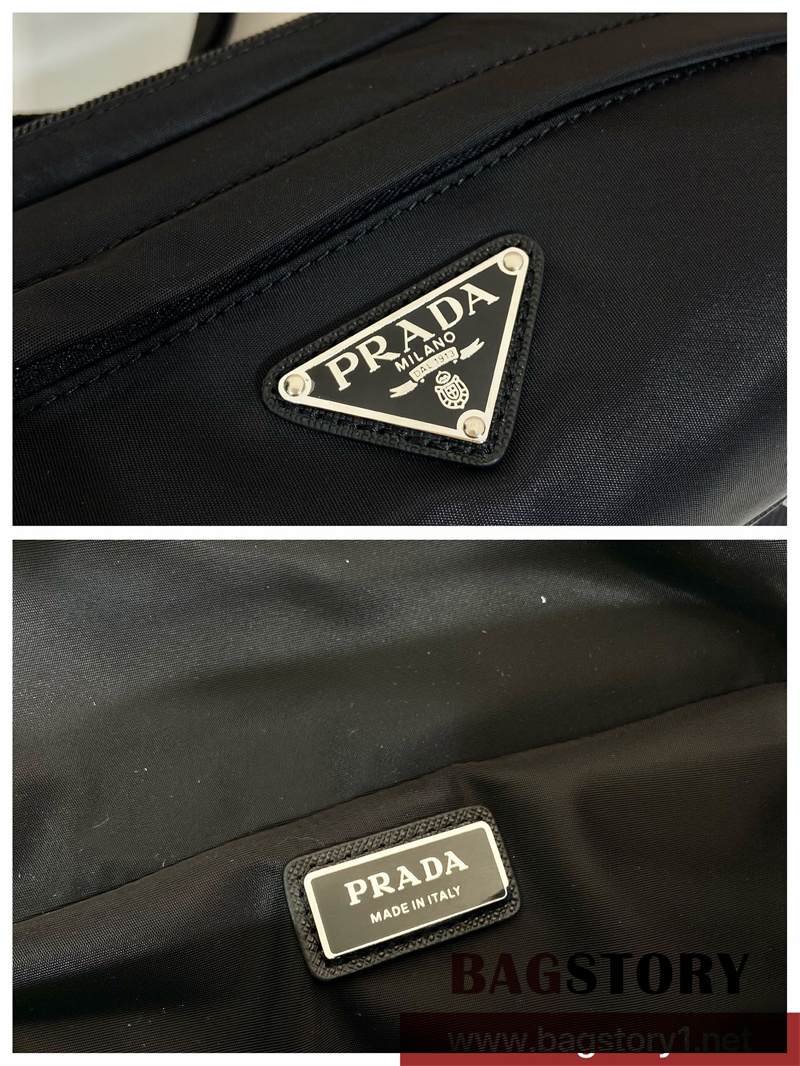 PRADA
MILANO
DAL 1913
PRADA
MADE IN ITALY
BAGSTORY
www.bagstory1.net